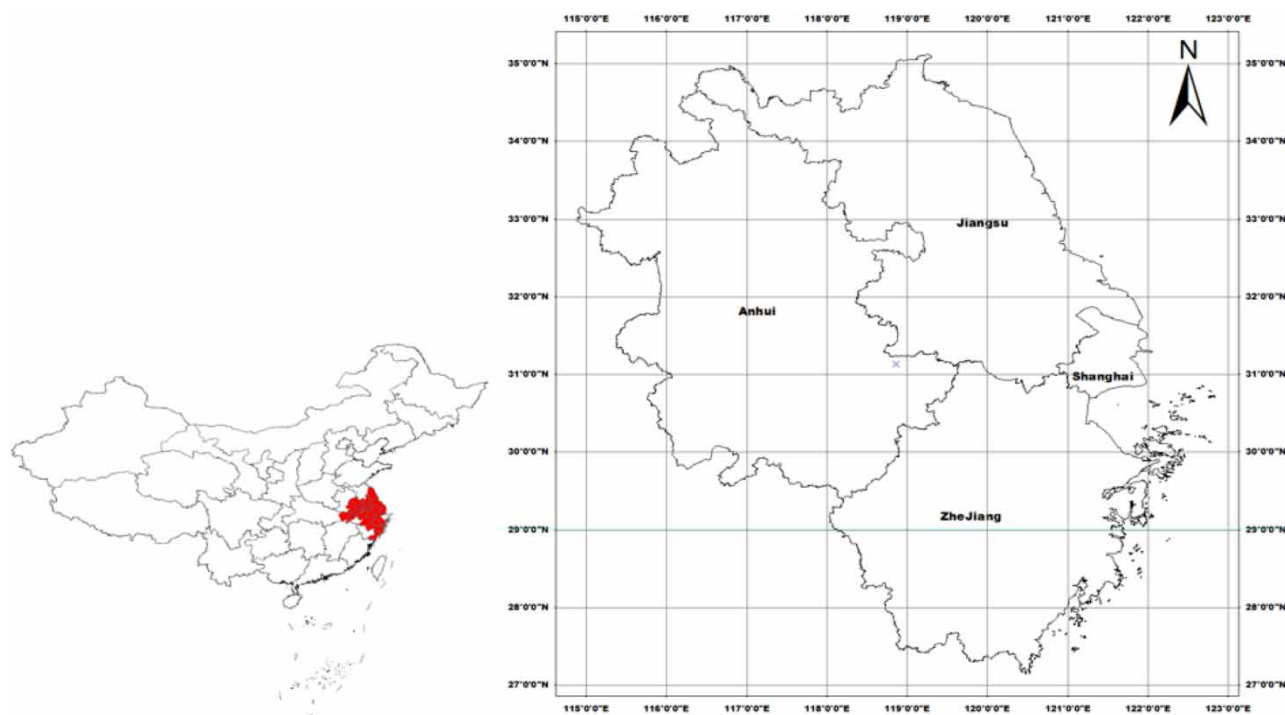 115°0'0"E 116°0'0"E 117°0'0"E 118°0'0"E 119°0'0"E 120°0'0"E 121°0'0"E 122°0'0"E 123°0'0"E
N
35°0'0"N 35°0'0"N
34°0'0"N 34°0'0"N
33°0'0"N Jiangsu 33°0'0"N
32°0'0"N 32°0'0"N
Anhui
31°0'0"N Shanghai 31°0'0"N
30°0'0"N 30°0'0"N
ZheJiang
29°0'0"N 29°0'0"N
28°0'0"N 28°0'0"N
27°0'0"N 27°0'0"N
115°0'0"E 116°0'0"E 117°0'0"E 118°0'0"E 119°0'0"E 120°0'0"E 121°0'0"E 122°0'0"E 123°0'0"E